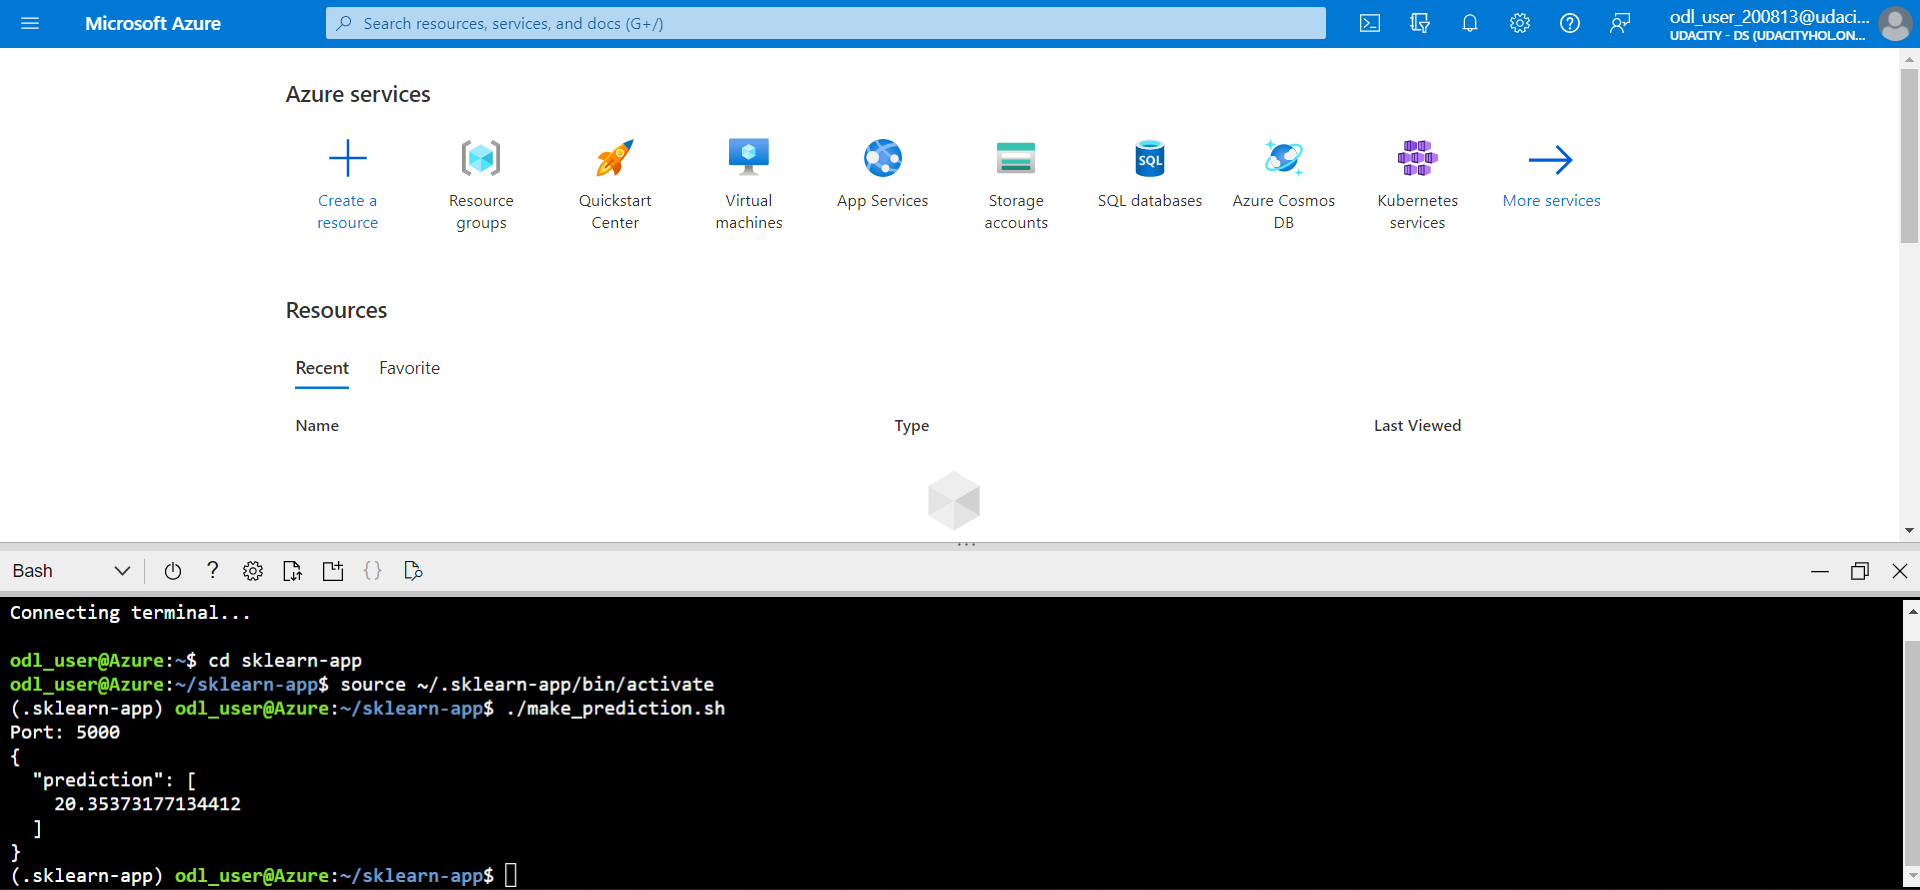 Microsoft Azure
Search resources, services, and docs (G+/)
odl_user_200813@udaci...
UDACITY - DS (UDACITYHOL.ON...
Azure services
Create a resource
Resource groups
Quickstart Center
Virtual machines
App Services
Storage accounts
SQL
SQL databases
Azure Cosmos DB
Kubernetes services
More services
Resources
Recent Favorite
Name Type Last Viewed
Bash
Connecting terminal...
odl_user@Azure:~$ cd sklearn-app
odl_user@Azure:~/sklearn-app$ source ~/.sklearn-app/bin/activate
(.sklearn-app) odl_user@Azure:~/sklearn-app$ ./make_prediction.sh
Port: 5000
{
"prediction": [
20.35373177134412
]
}
(.sklearn-app) odl_user@Azure:~/sklearn-app$